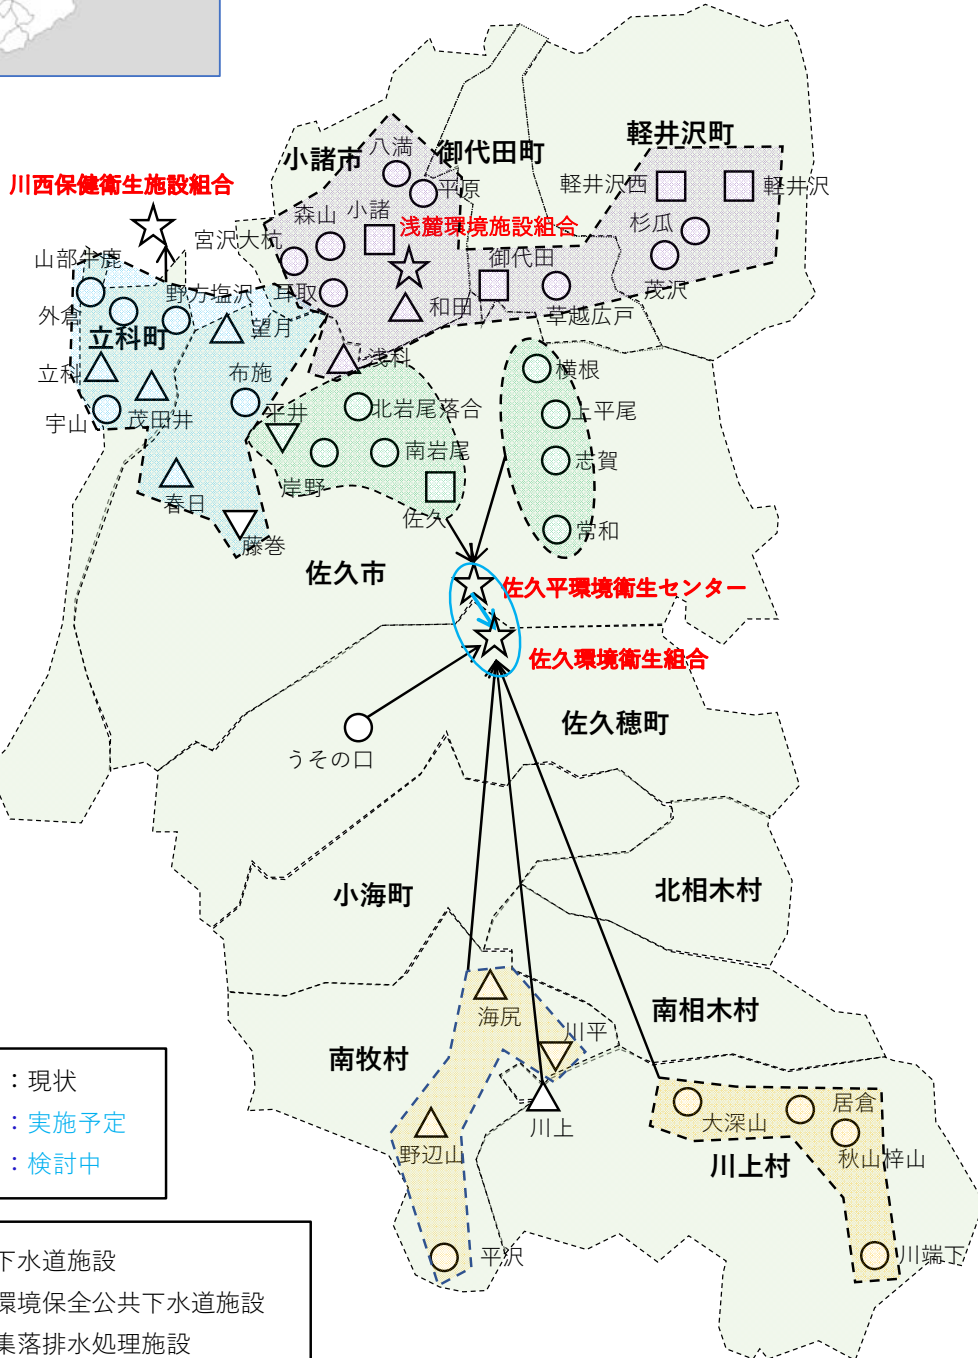 軽井沢町
小諸市
八満
御代田町
川西保健衛生施設組合
軽井沢西
軽井沢
平原
森山
小諸
浅麓環境施設組合
杉瓜
宮沢大杭
山部牛鹿
御代田
茂沢
野方塩沢
耳取
和田
草越広戸
外倉
立科町
望月
浅科
立科
布施
横根
宇山
茂田井
平井
北岩尾落合
上平尾
南岩尾
志賀
岸野
春日
佐久
常和
藤巻
佐久市
佐久平環境衛生センター
佐久環境衛生組合
佐久穂町
うその口
小海町
北相木村
南相木村
海尻
川平
南牧村
：現状
：実施予定
：検討中
大深山
居倉
川上
野辺山
川上村
秋山梓山
平沢
川端下
下水道施設
環境保全公共下水道施設
集落排水処理施設